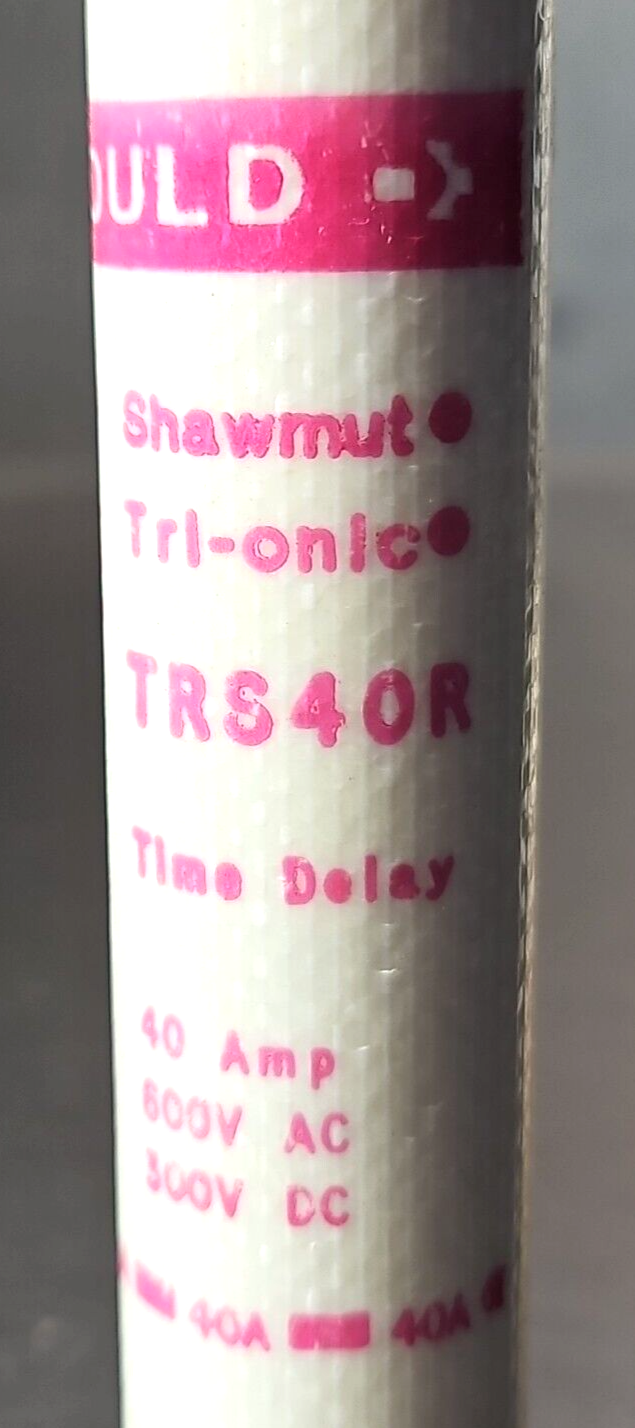 OULD
Shawmut
Tri-onic
TRS40R
Time Delay
40 Amp
600V AC
300V DC
40A 40A